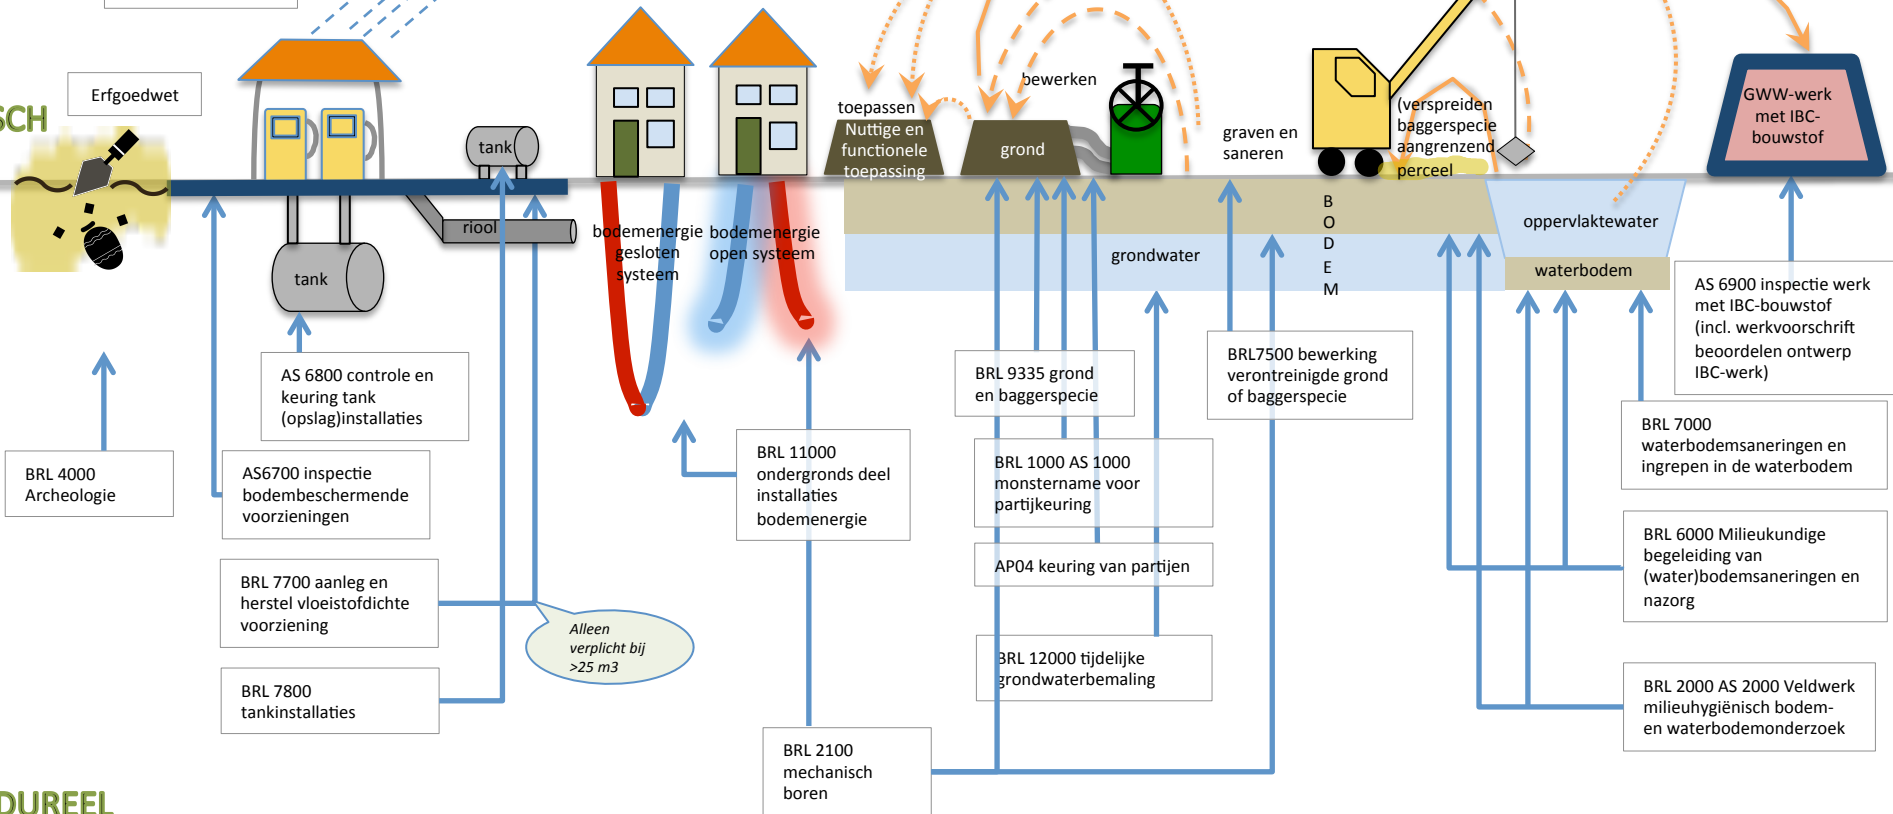 SCH
Erfgoedwet
tank
tank
riool
bodemenergie
gesloten
systeem
bodemenergie
open systeem
toepassen
Nuttige en
functionele
toepassing
bewerken
grond
graven en
saneren
(verspreiden
baggerspecie
aangrenzend
perceel
GWW-werk
met IBC-
bouwstof
B
O
D
E
M
grondwater
oppervlaktewater
waterbodem
AS 6900 inspectie werk
met IBC-bouwstof
(incl. werkvoorschrift
beoordelen ontwerp
IBC-werk)
AS 6800 controle en
keuring tank
(opslag)installaties
BRL 9335 grond
en baggerspecie
BRL7500 bewerking
verontreinigde grond
of baggerspecie
BRL 7000
waterbodemsaneringen en
ingrepen in de waterbodem
BRL 4000
Archeologie
AS6700 inspectie
bodembeschermende
voorzieningen
BRL 11000
ondergronds deel
installaties
bodemenergie
BRL 1000 AS 1000
monstername voor
partijkeuring
AP04 keuring van partijen
BRL 6000 Milieukundige
begeleiding van
(water)bodemsaneringen en
nazorg
BRL 7700 aanleg en
herstel vloeistofdichte
voorziening
Alleen
verplicht bij
>25 m3
BRL 12000 tijdelijke
grondwaterbemaling
BRL 7800
tankinstallaties
BRL 2000 AS 2000 Veldwerk
milieuhygiënisch bodem-
en waterbodemonderzoek
BRL 2100
mechanisch
boren
DUREEL